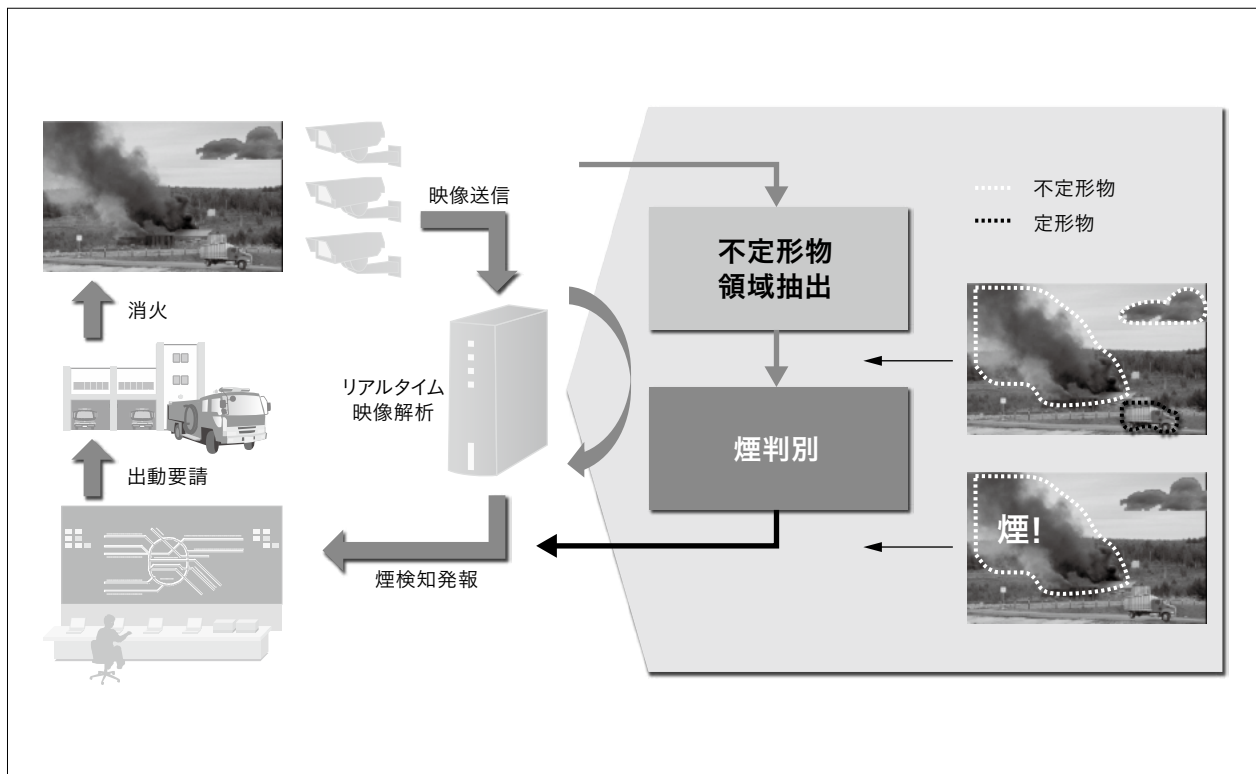 映像送信
消火
リアルタイム
映像解析
出動要請
煙検知発報
不定形物
領域抽出
煙判別
不定形物
定形物
煙!